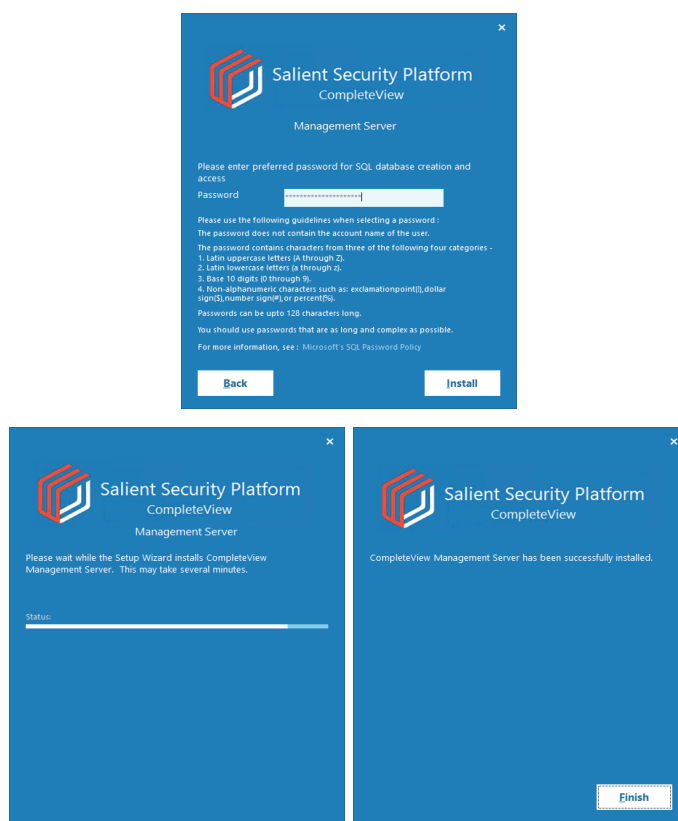 ×
Salient Security Platform
CompleteView
Management Server
Please enter preferred password for SQL database creation and
access
Password
*********************
Please use the following guidelines when selecting a password :
The password does not contain the account name of the user.
The password contains characters from three of the following four categories -
1. Latin uppercase letters (A through Z).
2. Latin lowercase letters (a through z).
3. Base 10 digits (0 through 9).
4. Non-alphanumeric characters such as: exclamationpoint(!),dollar
sign($),number sign(#),or percent(%).
Passwords can be upto 128 characters long.
You should use passwords that are as long and complex as possible.
For more information, see : Microsoft's SQL Password Policy
Back
Install
×
Salient Security Platform
CompleteView
Management Server
Please wait while the Setup Wizard installs CompleteView
Management Server. This may take several minutes.
Status:
×
Salient Security Platform
CompleteView
CompleteView Management Server has been successfully installed.
Finish